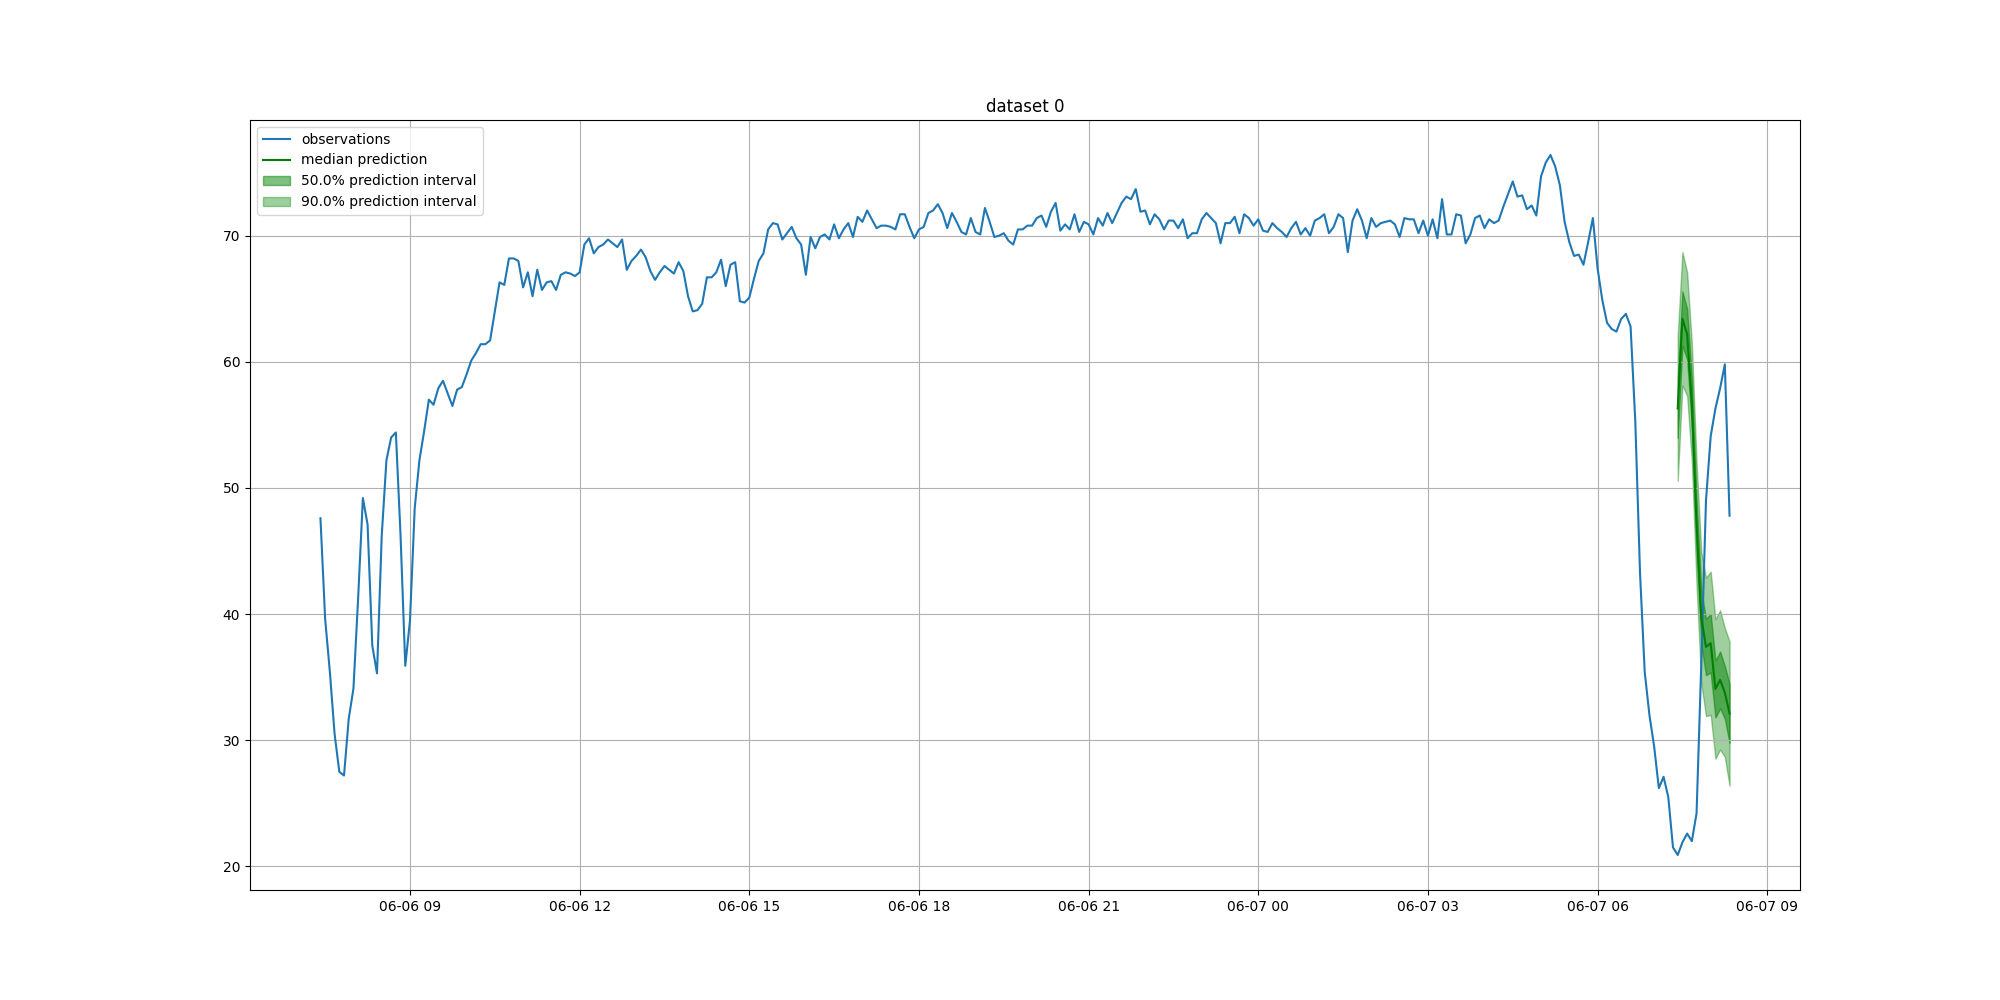 dataset 0
observations
median prediction
50.0% prediction interval
90.0% prediction interval
70
60
50
40
30
20
06-06 09 06-06 12 06-06 15 06-06 18 06-06 21 06-07 00 06-07 03 06-07 06 06-07 09